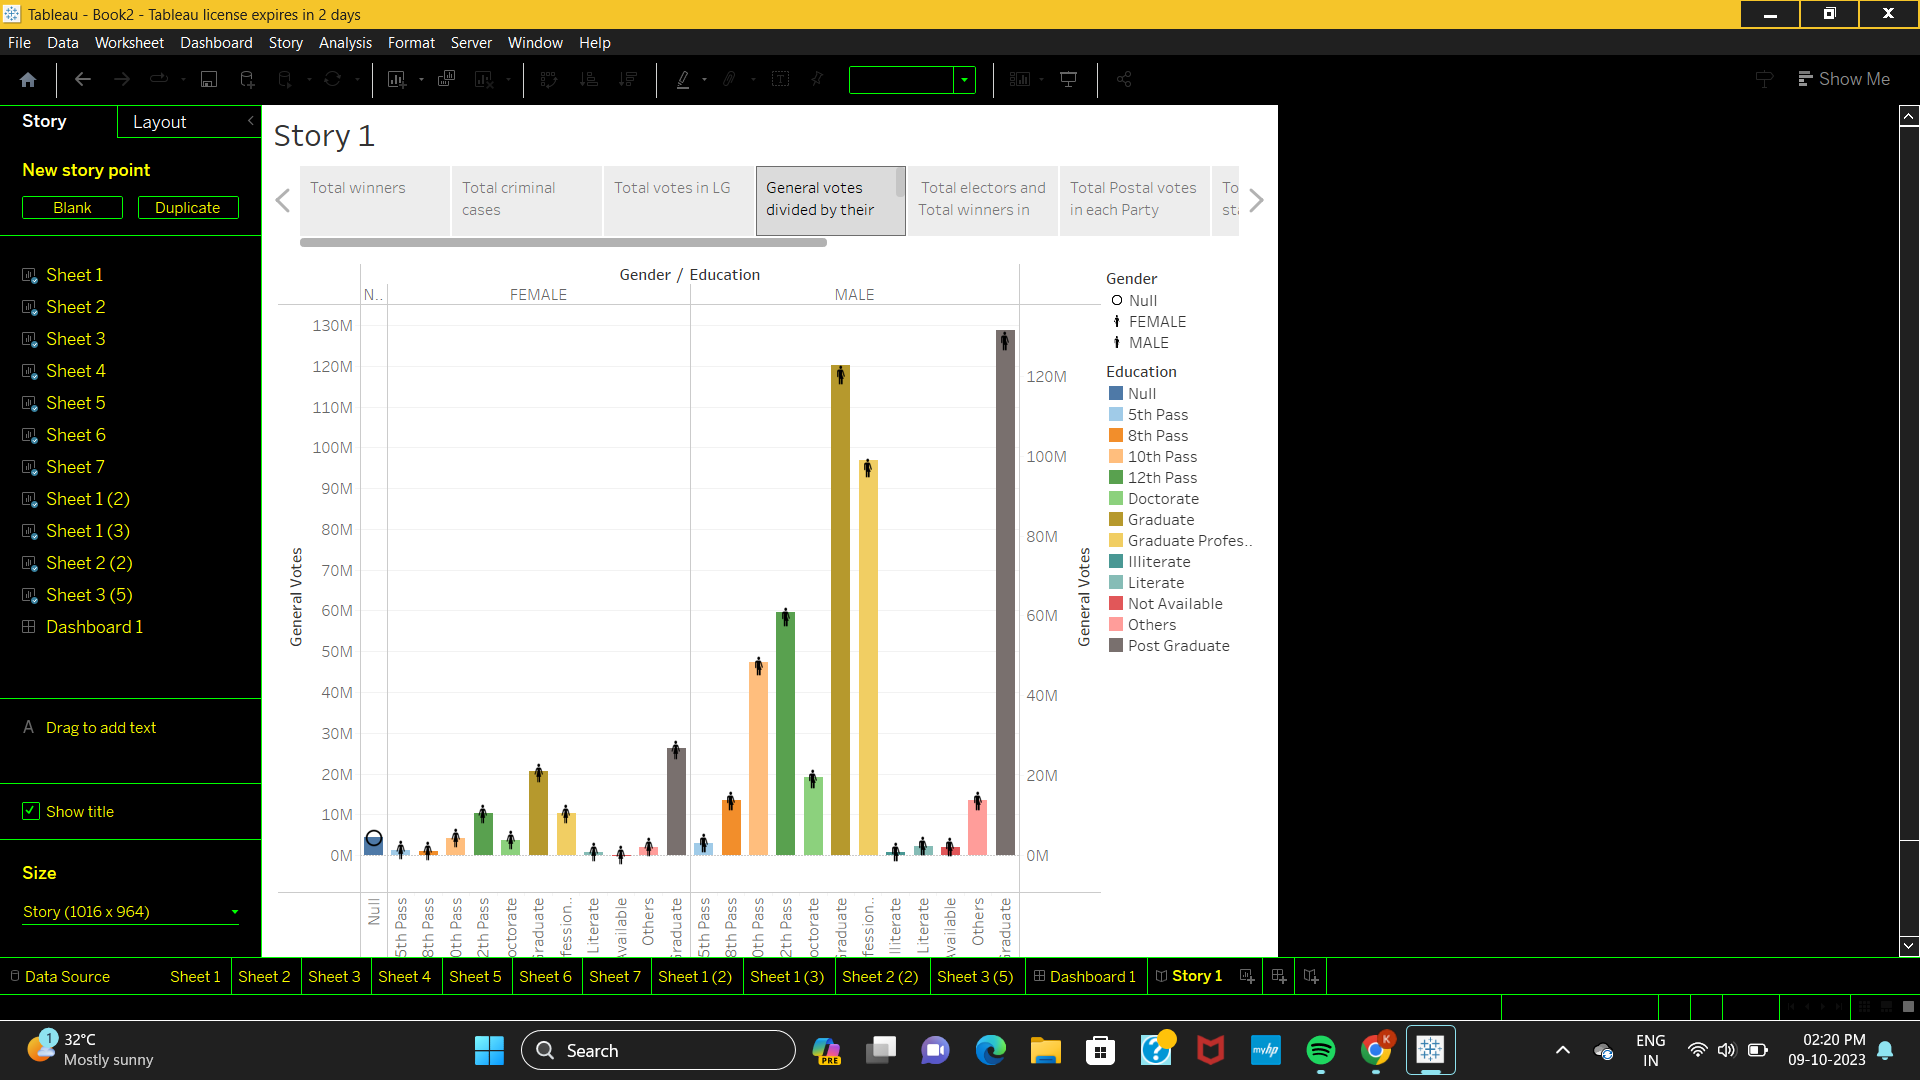 Tableau - Book2 - Tableau license expires in 2 days
File Data Worksheet Dashboard Story Analysis Format Server Window Help
Show Me
Story Layout
New story point
Blank Duplicate
Sheet 1
Sheet 2
Sheet 3
Sheet 4
Sheet 5
Sheet 6
Sheet 7
Sheet 1 (2)
Sheet 1 (3)
Sheet 2 (2)
Sheet 3 (5)
Dashboard 1
A Drag to add text
Show title
Size
Story (1016 x 964)
Story 1
Total winners
Total criminal
cases
Total votes in LG
General votes
divided by their
Total electors and
Total winners in
Total Postal votes
in each Party
To
Gender / Education
N.. FEMALE MALE
130M
120M
110M
100M
90M
80M
70M
60M
50M
40M
30M
20M
10M
0M
General Votes
120M
100M
80M
60M
40M
20M
0M
General Votes
Null 5th Pass 8th Pass 0th Pass 2th Pass octorate Graduate fession.. Literate Available Others Graduate 5th Pass 8th Pass 0th Pass 2th Pass octorate Graduate fession.. lliterate Literate Available Others Graduate
Gender
Null
FEMALE
MALE
Education
Null
5th Pass
8th Pass
10th Pass
12th Pass
Doctorate
Graduate
Graduate Profes..
Illiterate
Literate
Not Available
Others
Post Graduate
Data Source Sheet 1 Sheet 2 Sheet 3 Sheet 4 Sheet 5 Sheet 6 Sheet 7 Sheet 1 (2) Sheet 1 (3) Sheet 2 (2) Sheet 3 (5) Dashboard 1 Story 1
1
32°C
Mostly sunny
Search
PRE
myhp
K
ENG
IN
02:20 PM
09-10-2023